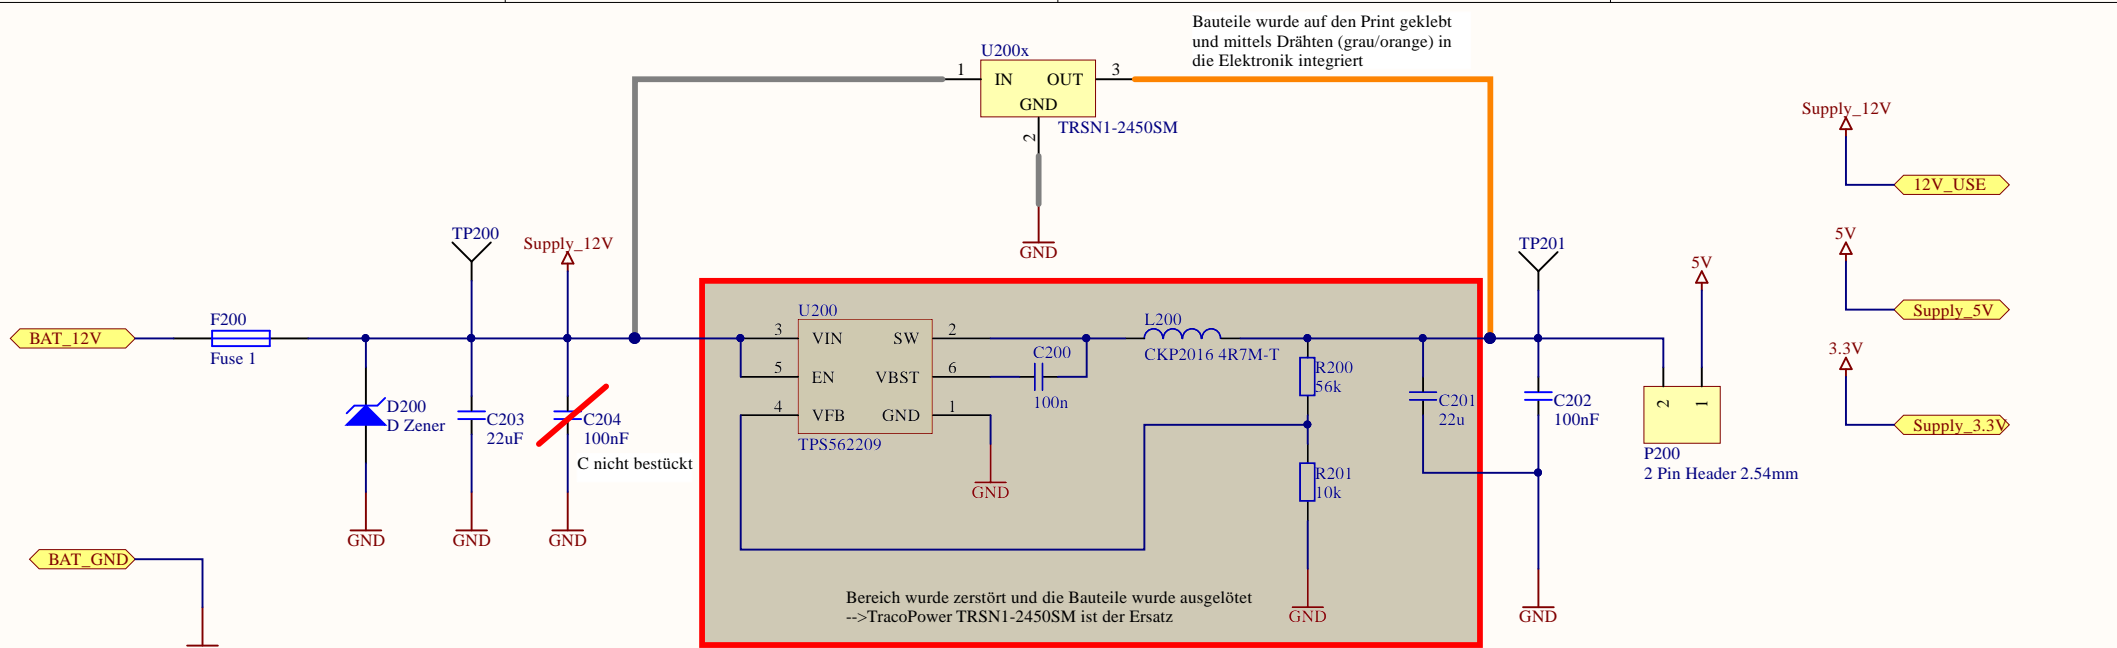 Bauteile wurde auf den Print geklebt
und mittels Drähten (grau/orange) in
die Elektronik integriert
U200x
1
IN
OUT
3
GND
2
TRSN1-2450SM
GND
Supply_12V
12V_USE
5V
Supply_5V
3.3V
Supply_3.3V
TP200
Supply_12V
BAT_12V
F200
Fuse 1
D200
D Zener
C203
22uF
C204
100nF
C nicht bestückt
GND
GND
GND
BAT_GND
U200
3
VIN
SW
2
5
EN
VBST
6
4
VFB
GND
1
TPS562209
GND
C200
100n
L200
CKP2016 4R7M-T
R200
56k
R201
10k
GND
C201
22u
Bereich wurde zerstört und die Bauteile wurde ausgelötet
-->TracoPower TRSN1-2450SM ist der Ersatz
TP201
C202
100nF
GND
5V
2
1
P200
2 Pin Header 2.54mm